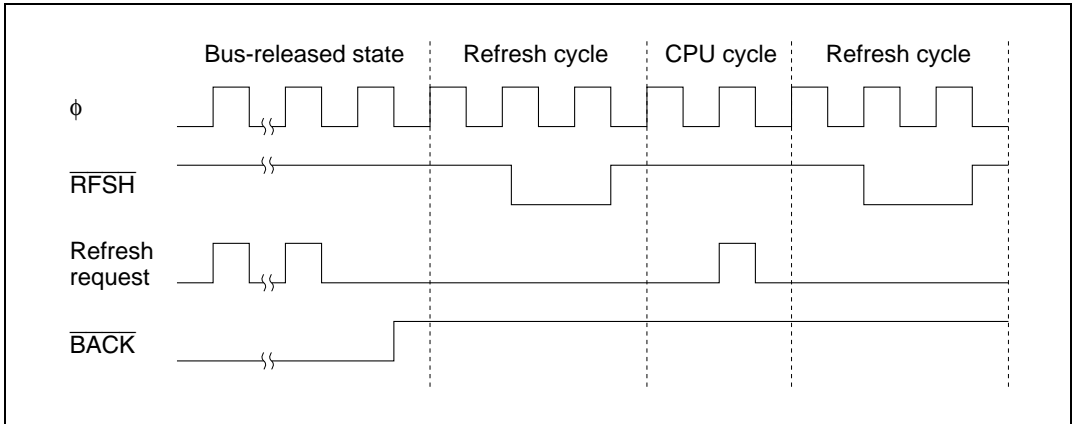 Bus-released state Refresh cycle CPU cycle Refresh cycle
φ
RFSH
Refresh
request
BACK